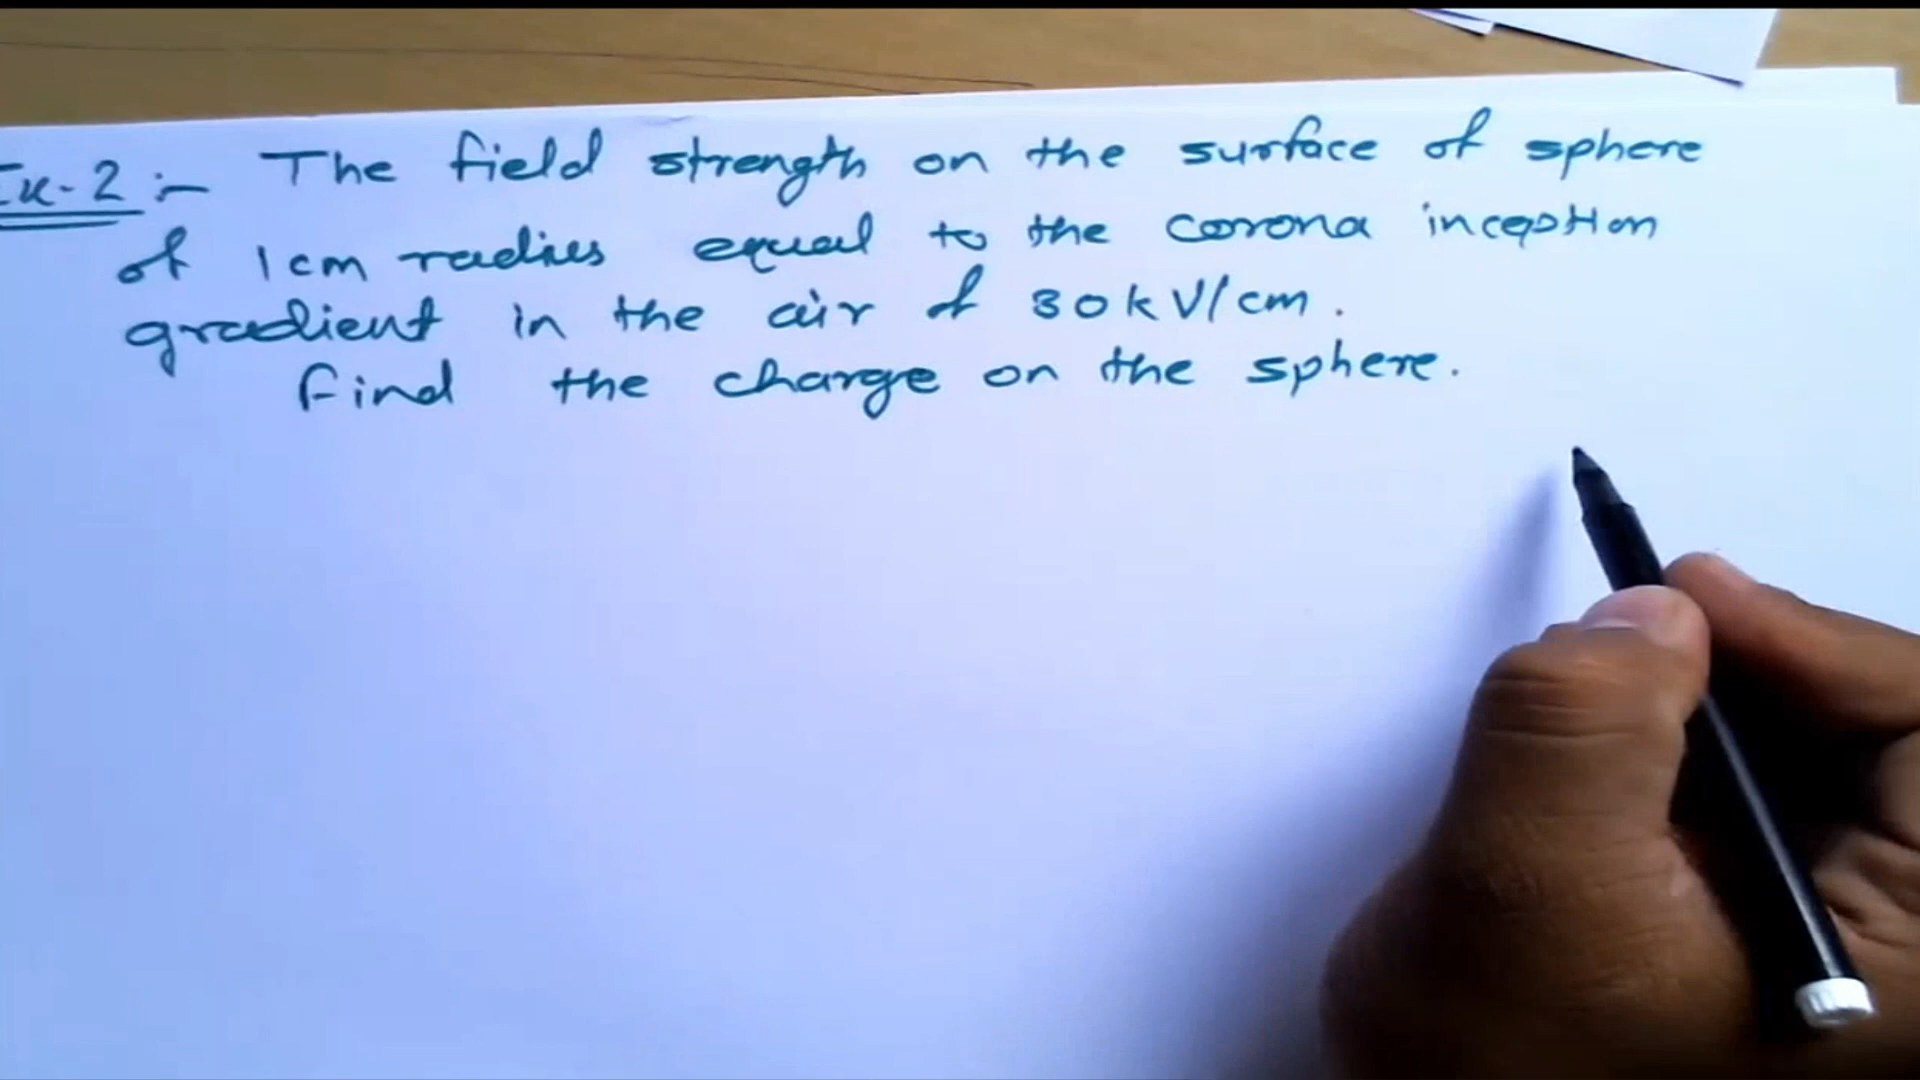 Ex-2 :- The field strength on the surface of sphere
of 1cm radius equal to the corona inception
gradient in the air of 30kV/cm.
find the charge on the sphere.